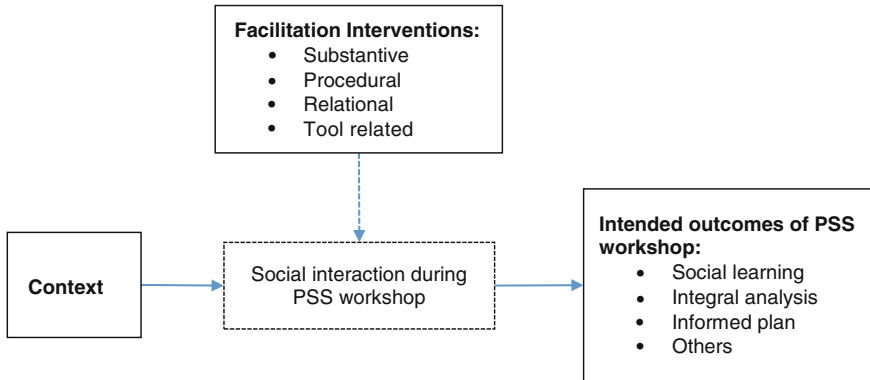 Facilitation Interventions:
• Substantive
• Procedural
• Relational
• Tool related
Context
Social interaction during
PSS workshop
Intended outcomes of PSS
workshop:
• Social learning
• Integral analysis
• Informed plan
• Others